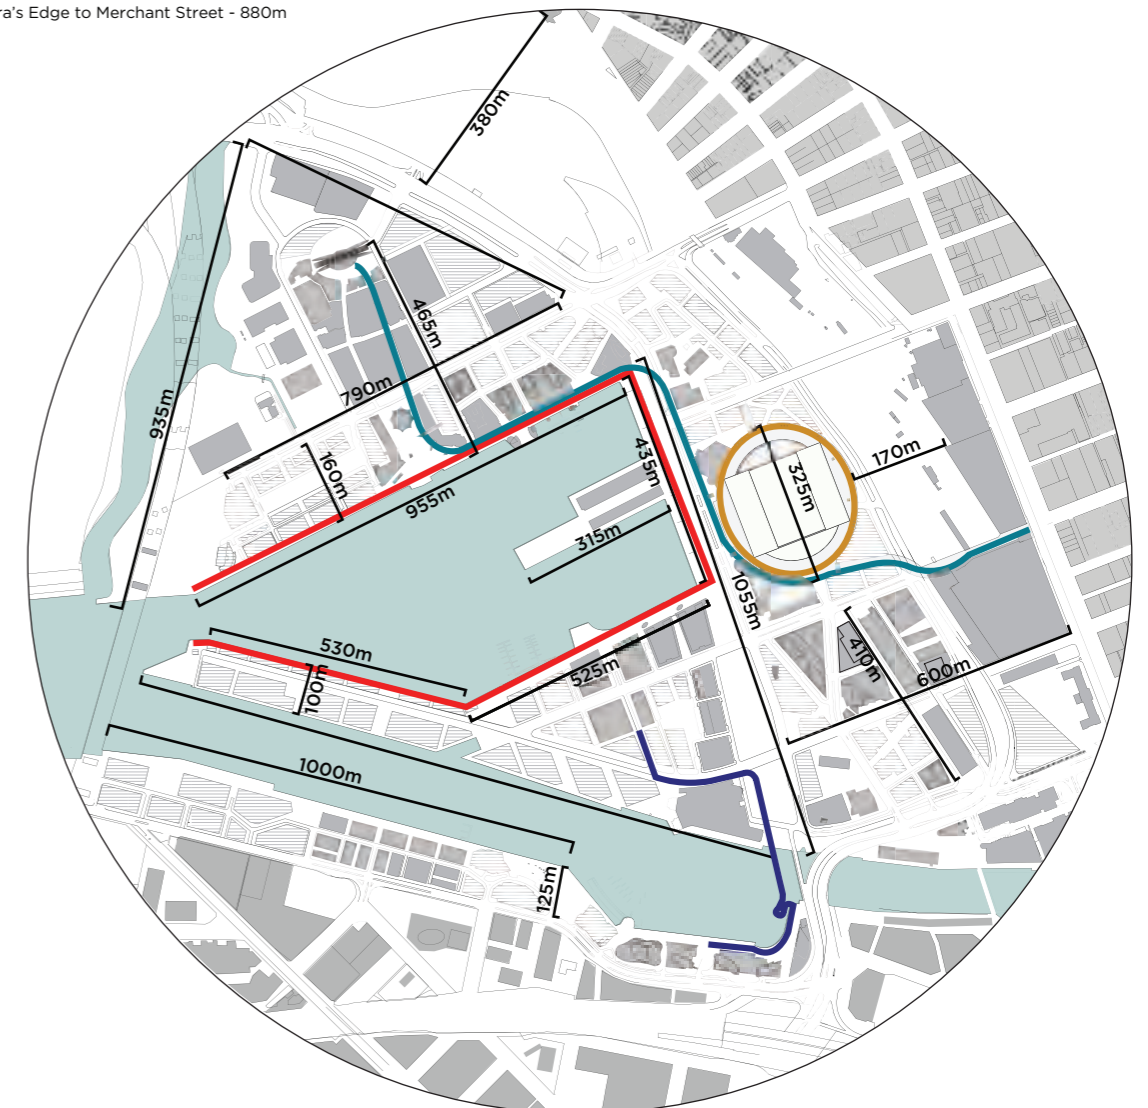 ra's Edge to Merchant Street - 880m
380m
465m
790m
935m
160m
955m
435m
170m
325m
315m
1055m
530m
100m
525m
410m
600m
1000m
125m